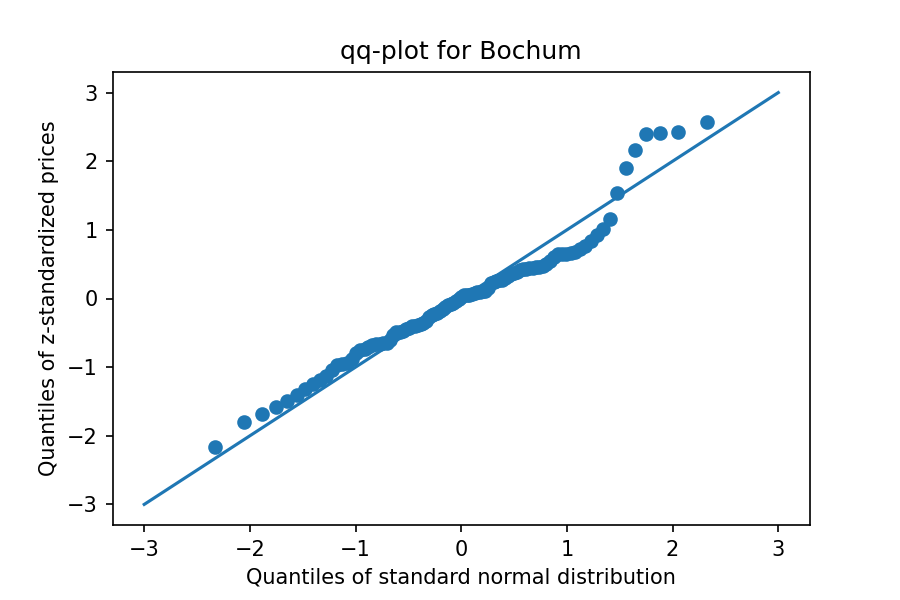 qq-plot for Bochum
Quantiles of z-standardized prices
3
2
1
0
−1
−2
−3
−3 −2 −1 0 1 2 3
Quantiles of standard normal distribution